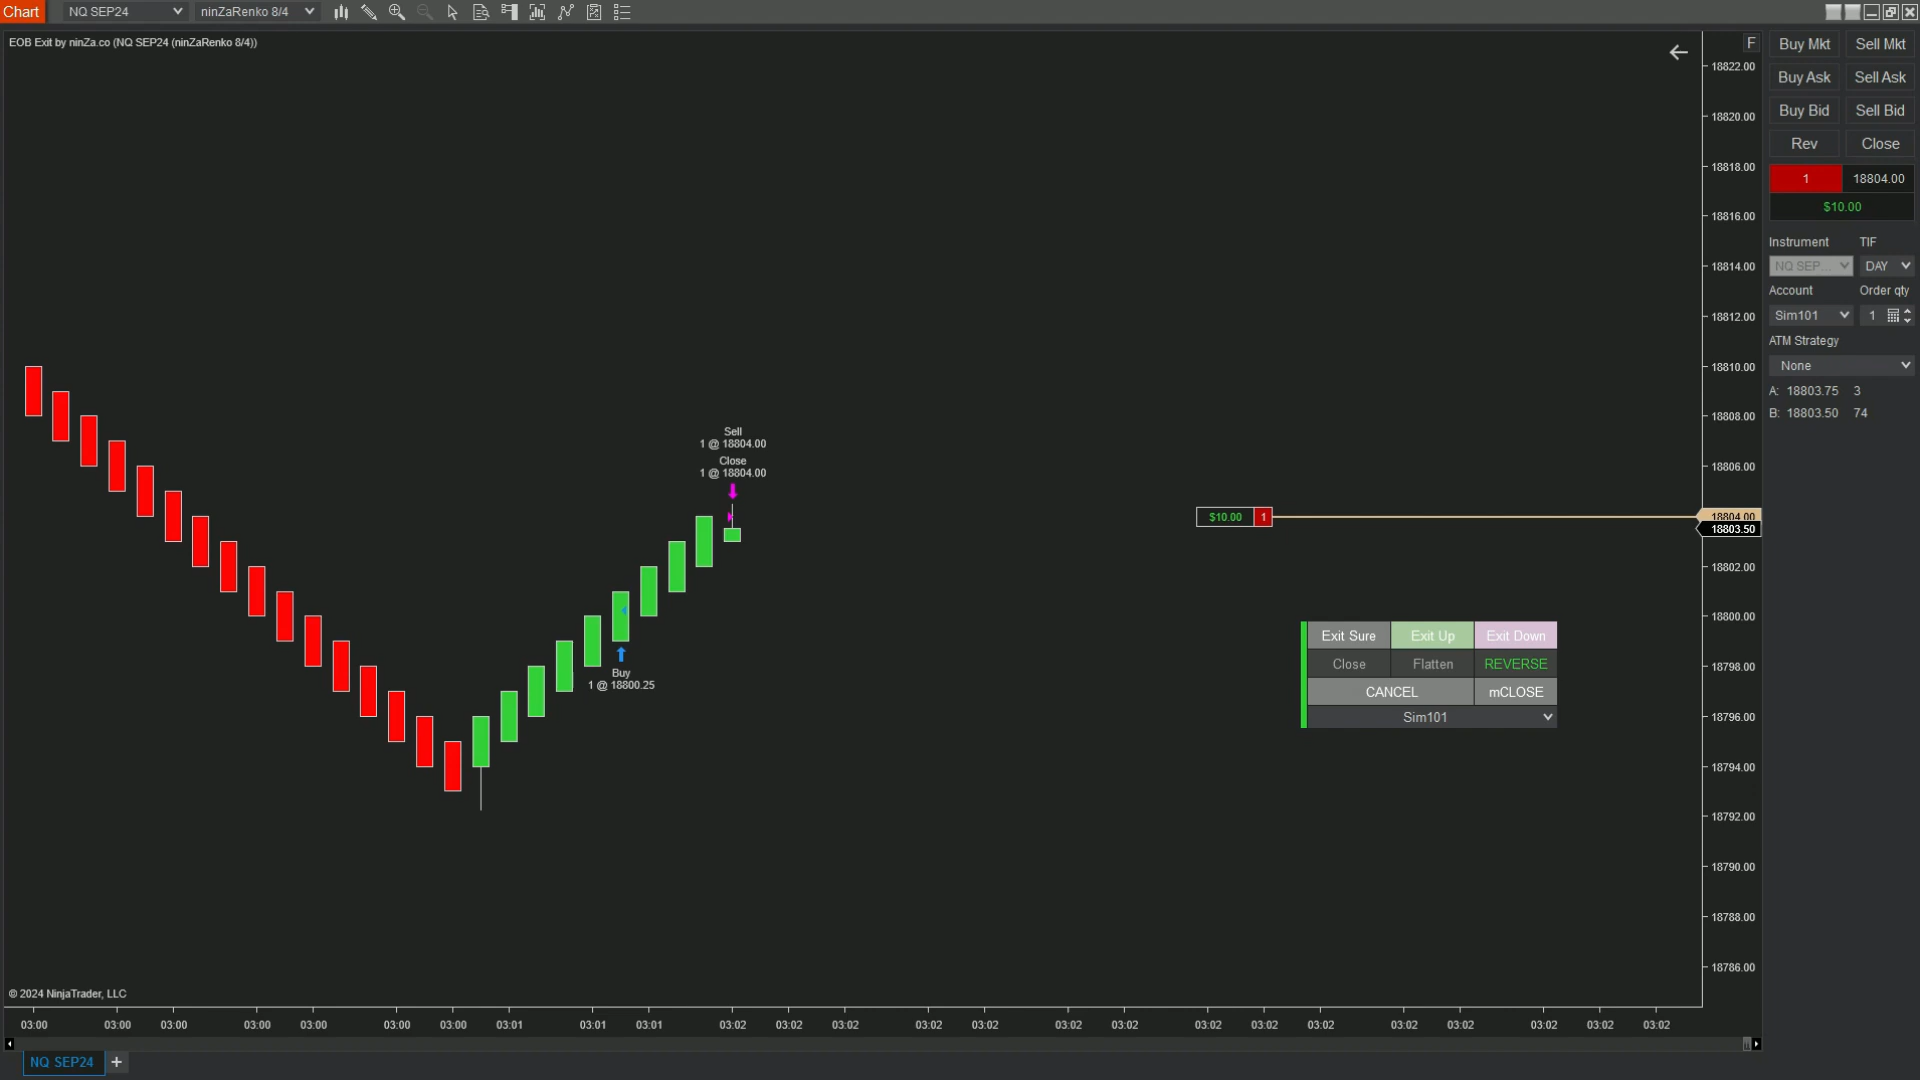 Chart NQ SEP24 ninZaRenko 8/4
EOB Exit by ninZa.co (NQ SEP24 (ninZaRenko 8/4))
F
Buy Mkt Sell Mkt
Buy Ask Sell Ask
Buy Bid Sell Bid
Rev Close
1 18804.00
$10.00
Instrument TIF
NQ SEP... DAY
Account Order qty
Sim101 1
ATM Strategy
None
A: 18803.75 3
B: 18803.50 74
18822.00
18820.00
18818.00
18816.00
18814.00
18812.00
18810.00
18808.00
18806.00
18804.00
18803.50
18802.00
18800.00
18798.00
18796.00
18794.00
18792.00
18790.00
18788.00
18786.00
Sell
1 @ 18804.00
Close
1 @ 18804.00
$10.00 1
Buy
1 @ 18800.25
Exit Sure Exit Up Exit Down
Close Flatten REVERSE
CANCEL mCLOSE
Sim101
© 2024 NinjaTrader, LLC
03:00 03:00 03:00 03:00 03:00 03:00 03:00 03:01 03:01 03:01 03:02 03:02 03:02 03:02 03:02 03:02 03:02 03:02 03:02 03:02 03:02 03:02 03:02 03:02 03:02
NQ SEP24 +